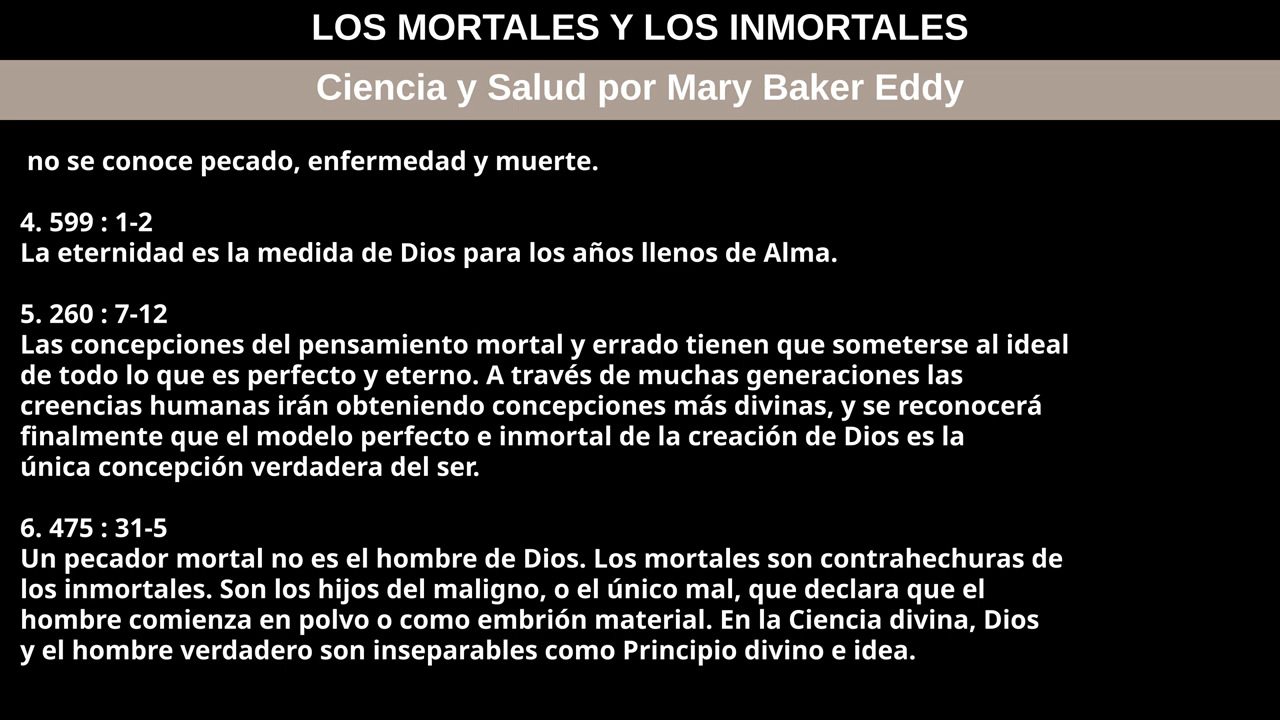 LOS MORTALES Y LOS INMORTALES
Ciencia y Salud por Mary Baker Eddy
no se conoce pecado, enfermedad y muerte.
4. 599 : 1-2
La eternidad es la medida de Dios para los años llenos de Alma.
5. 260 : 7-12
Las concepciones del pensamiento mortal y errado tienen que someterse al ideal
de todo lo que es perfecto y eterno. A través de muchas generaciones las
creencias humanas irán obteniendo concepciones más divinas, y se reconocerá
finalmente que el modelo perfecto e inmortal de la creación de Dios es la
única concepción verdadera del ser.
6. 475 : 31-5
Un pecador mortal no es el hombre de Dios. Los mortales son contrahechuras de
los inmortales. Son los hijos del maligno, o el único mal, que declara que el
hombre comienza en polvo o como embrión material. En la Ciencia divina, Dios
y el hombre verdadero son inseparables como Principio divino e idea.